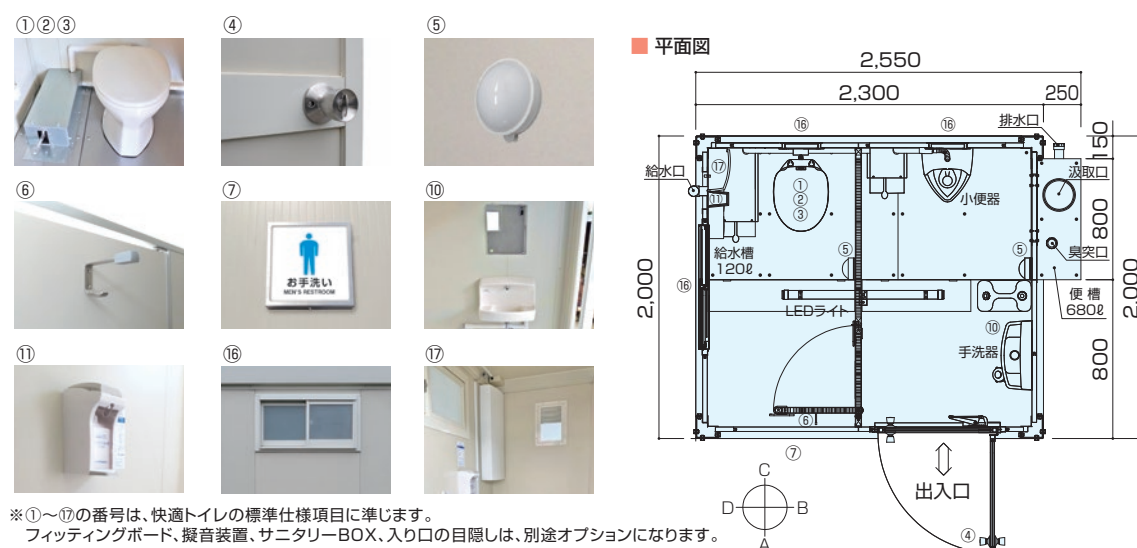 ①②③
④
⑤
⑥
⑦
お手洗い
MEN'S RESTROOM
⑩
⑪
⑯
⑰
■ 平面図
2,550
2,300
250
⑯
⑯
排水口
150
給水口
⑰
⑪
①
②
③
小便器
汲取口
800
給水槽
120ℓ
⑤
⑤
臭突口
2,000
⑯
LEDライト
便 槽
680ℓ
2,000
⑩
手洗器
800
⑥
⑦
出入口
④
C
D
B
A
※①~⑰の番号は、快適トイレの標準仕様項目に準じます。
フィッティングボード、擬音装置、サニタリーBOX、入り口の目隠しは、別途オプションになります。